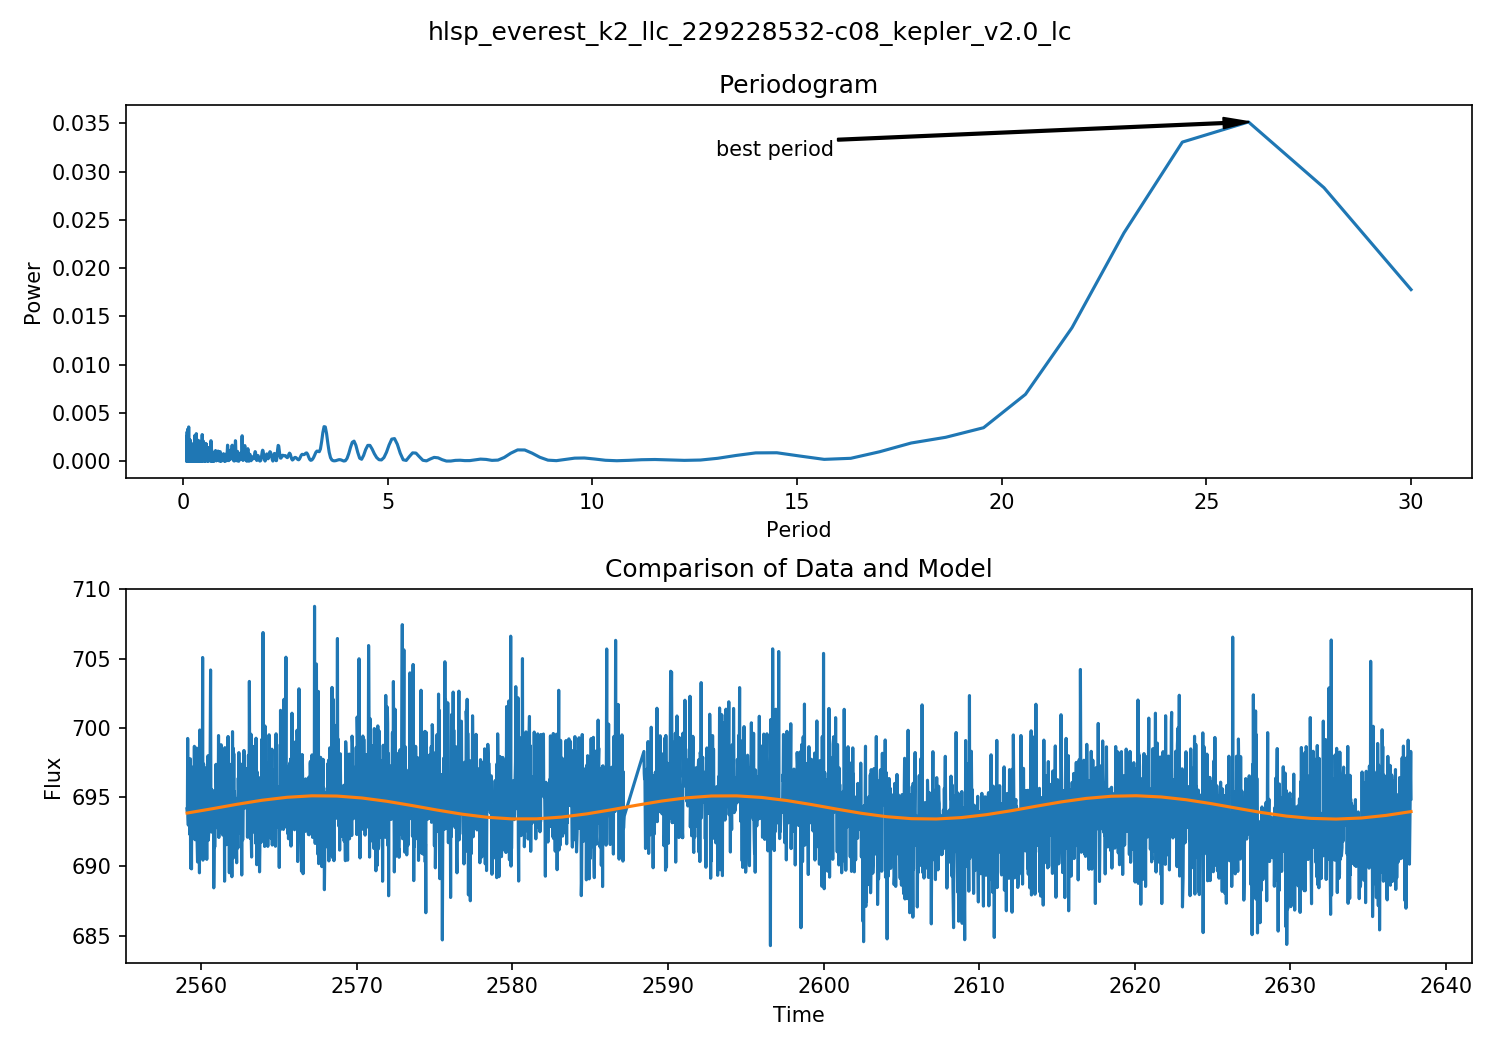 hlsp_everest_k2_llc_229228532-c08_kepler_v2.0_lc
Periodogram
0.035
0.030
0.025
0.020
0.015
0.010
0.005
0.000
Power
best period
0 5 10 15 20 25 30
Period
Comparison of Data and Model
710
705
700
695
690
685
Flux
2560 2570 2580 2590 2600 2610 2620 2630 2640
Time